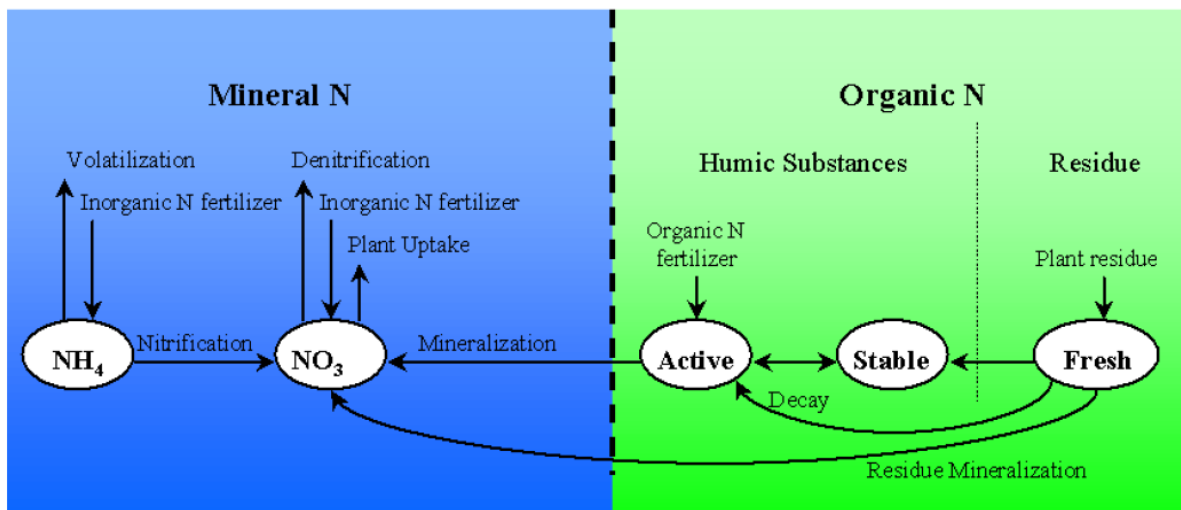 Mineral N
Organic N
Humic Substances
Residue
Volatilization
Denitrification
Inorganic N fertilizer
Inorganic N fertilizer
Plant Uptake
Organic N
fertilizer
Plant residue
NH₄
Nitrification
NO₃
Mineralization
Active
Stable
Fresh
Decay
Residue Mineralization